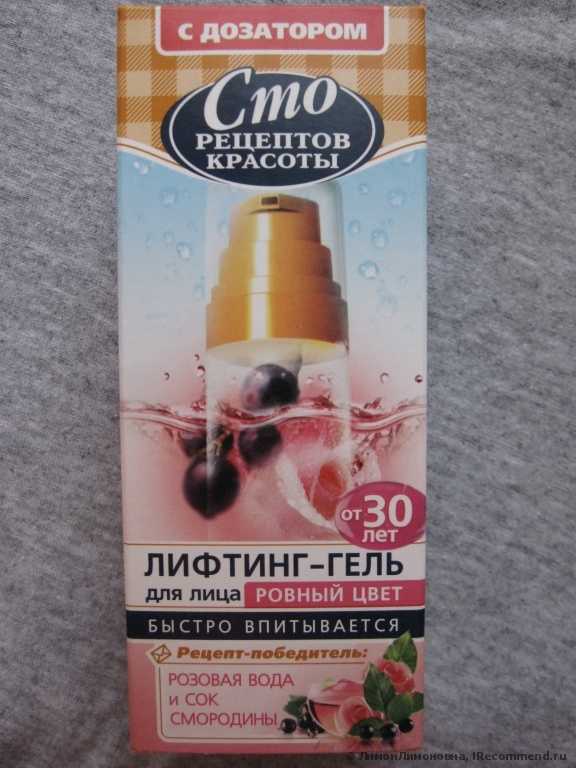 С ДОЗАТОРОМ
Сто
РЕЦЕПТОВ
КРАСОТЫ
от 30
лет
ЛИФТИНГ-ГЕЛЬ
для лица РОВНЫЙ ЦВЕТ
БЫСТРО ВПИТЫВАЕТСЯ
Рецепт-победитель:
РОЗОВАЯ ВОДА
И СОК
СМОРОДИНЫ
© ЛимонЛимоновна, IRecommend.ru